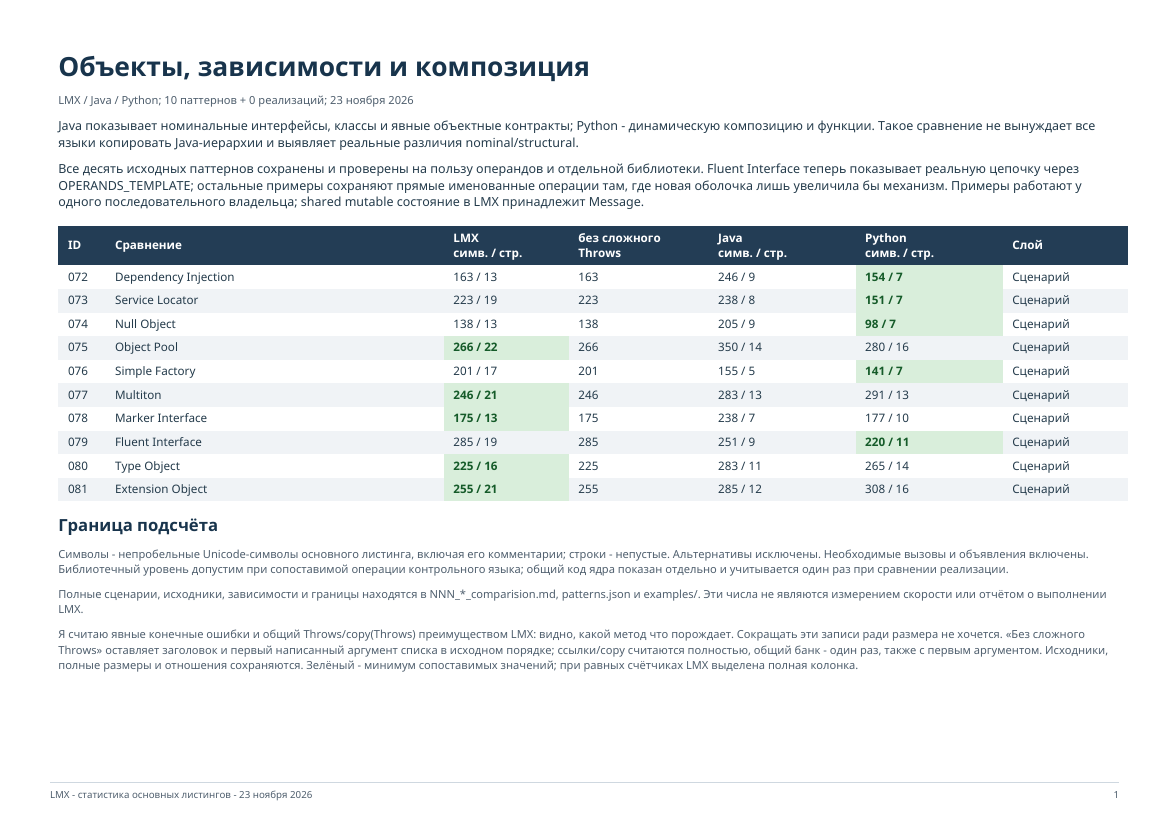 Объекты, зависимости и композиция
LMX / Java / Python; 10 паттернов + 0 реализаций; 23 ноября 2026
Java показывает номинальные интерфейсы, классы и явные объектные контракты; Python - динамическую композицию и функции. Такое сравнение не вынуждает все
языки копировать Java-иерархии и выявляет реальные различия nominal/structural.
Все десять исходных паттернов сохранены и проверены на пользу операндов и отдельной библиотеки. Fluent Interface теперь показывает реальную цепочку через
OPERANDS_TEMPLATE; остальные примеры сохраняют прямые именованные операции там, где новая оболочка лишь увеличила бы механизм. Примеры работают у
одного последовательного владельца; shared mutable состояние в LMX принадлежит Message.
ID Сравнение LMX симв. / стр. без сложного Throws Java симв. / стр. Python симв. / стр. Слой
072 Dependency Injection 163 / 13 163 246 / 9 154 / 7 Сценарий
073 Service Locator 223 / 19 223 238 / 8 151 / 7 Сценарий
074 Null Object 138 / 13 138 205 / 9 98 / 7 Сценарий
075 Object Pool 266 / 22 266 350 / 14 280 / 16 Сценарий
076 Simple Factory 201 / 17 201 155 / 5 141 / 7 Сценарий
077 Multiton 246 / 21 246 283 / 13 291 / 13 Сценарий
078 Marker Interface 175 / 13 175 238 / 7 177 / 10 Сценарий
079 Fluent Interface 285 / 19 285 251 / 9 220 / 11 Сценарий
080 Type Object 225 / 16 225 283 / 11 265 / 14 Сценарий
081 Extension Object 255 / 21 255 285 / 12 308 / 16 Сценарий
Граница подсчёта
Символы - непробельные Unicode-символы основного листинга, включая его комментарии; строки - непустые. Альтернативы исключены. Необходимые вызовы и объявления включены.
Библиотечный уровень допустим при сопоставимой операции контрольного языка; общий код ядра показан отдельно и учитывается один раз при сравнении реализации.
Полные сценарии, исходники, зависимости и границы находятся в NNN_*_comparision.md, patterns.json и examples/. Эти числа не являются измерением скорости или отчётом о выполнении
LMX.
Я считаю явные конечные ошибки и общий Throws/copy(Throws) преимуществом LMX: видно, какой метод что порождает. Сокращать эти записи ради размера не хочется. «Без сложного
Throws» оставляет заголовок и первый написанный аргумент списка в исходном порядке; ссылки/copy считаются полностью, общий банк - один раз, также с первым аргументом. Исходники,
полные размеры и отношения сохраняются. Зелёный - минимум сопоставимых значений; при равных счётчиках LMX выделена полная колонка.
LMX - статистика основных листингов - 23 ноября 2026 1